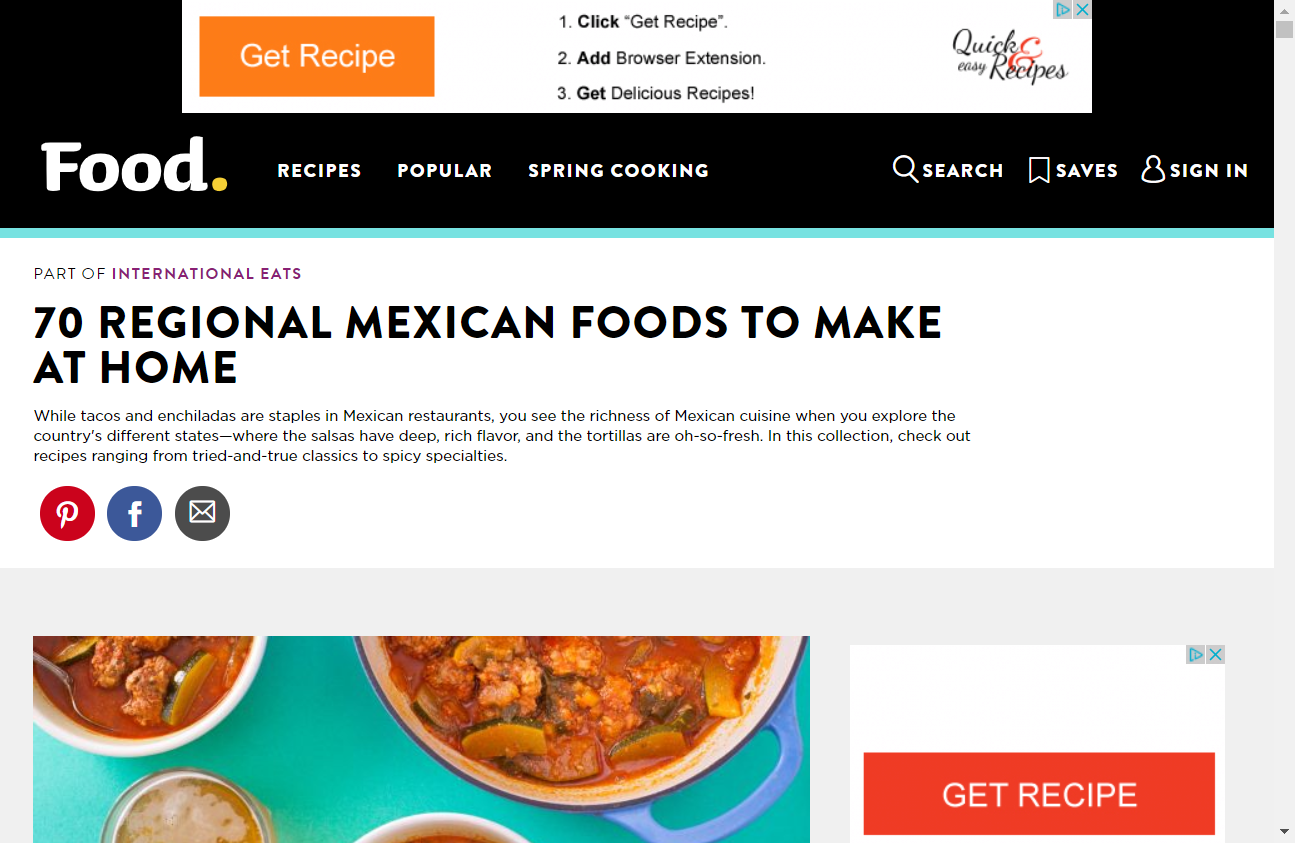 Get Recipe
1. Click “Get Recipe”.
2. Add Browser Extension.
3. Get Delicious Recipes!
Quick &
easy Recipes
Food.
RECIPES
POPULAR
SPRING COOKING
SEARCH
SAVES
SIGN IN
PART OF INTERNATIONAL EATS
70 REGIONAL MEXICAN FOODS TO MAKE
AT HOME
While tacos and enchiladas are staples in Mexican restaurants, you see the richness of Mexican cuisine when you explore the
country's different states—where the salsas have deep, rich flavor, and the tortillas are oh-so-fresh. In this collection, check out
recipes ranging from tried-and-true classics to spicy specialties.
GET RECIPE